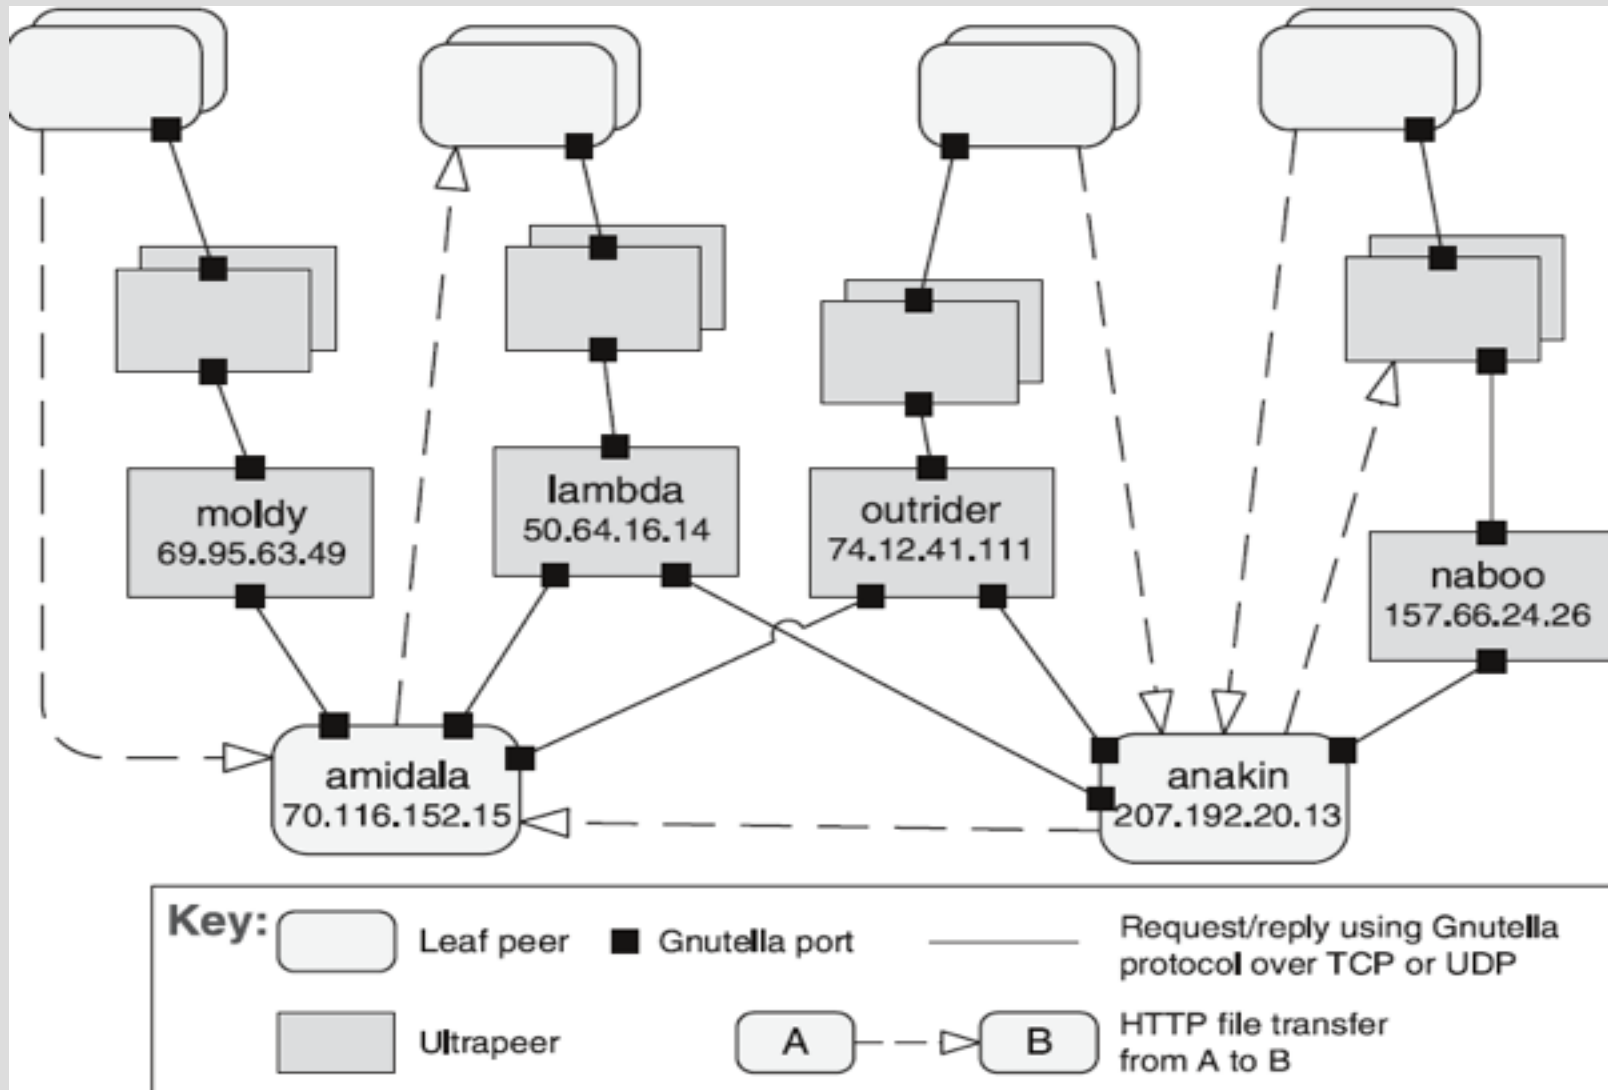 moldy
69.95.63.49
lambda
50.64.16.14
outrider
74.12.41.111
naboo
157.66.24.26
amidala
70.116.152.15
anakin
207.192.20.13
Key:
Leaf peer
Gnutella port
Request/reply using Gnutella
protocol over TCP or UDP
Ultrapeer
A
B
HTTP file transfer
from A to B